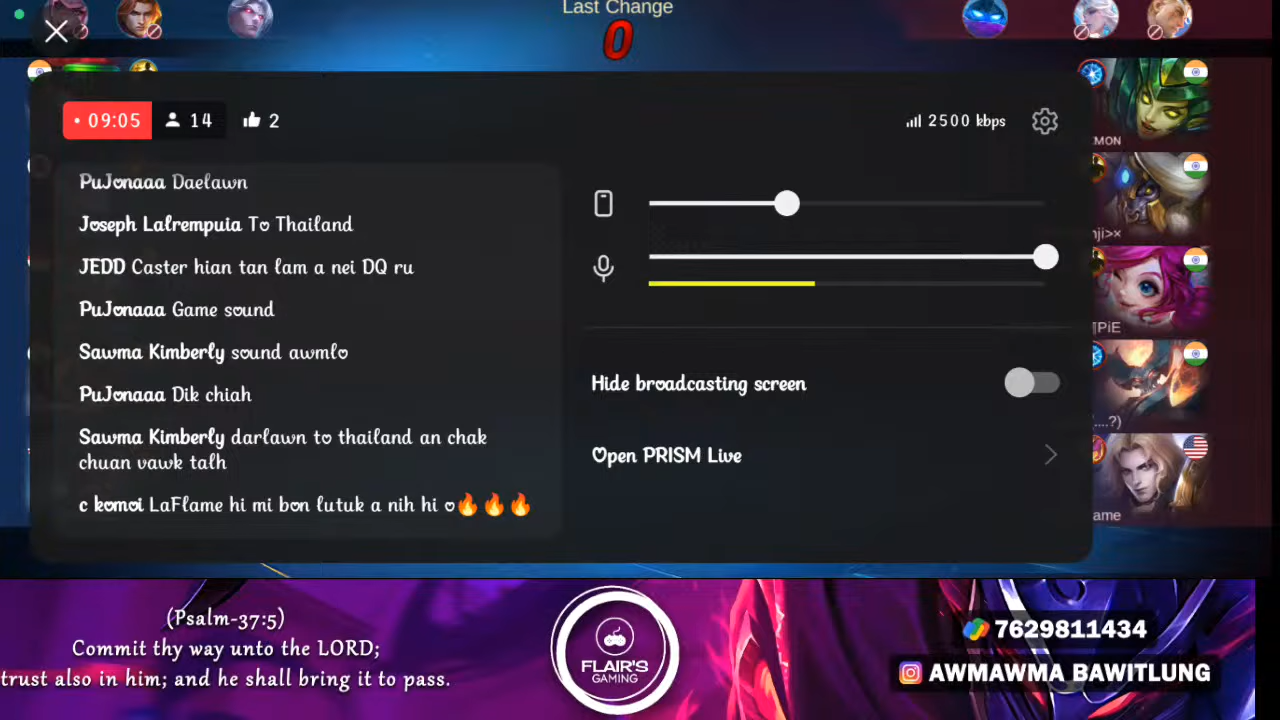 Last Change
0
09:05
14
2
2500 kbps
PuJonaaa Daelawn
Joseph Lalrempuia To Thailand
JEDD Caster hian tan lam a nei DQ ru
PuJonaaa Game sound
Sawma Kimberly sound awmlo
PuJonaaa Dik chiah
Sawma Kimberly darlawn to thailand an chak
chuan vawk talh
c komoi LaFlame hi mi bon lutuk a nih hi o🔥🔥🔥
Hide broadcasting screen
Open PRISM Live
MON
nji>×
PiE
....?)
ame
(Psalm-37:5)
Commit thy way unto the LORD;
trust also in him; and he shall bring it to pass.
FLAIR'S
GAMING
7629811434
AWMAWMA BAWITLUNG